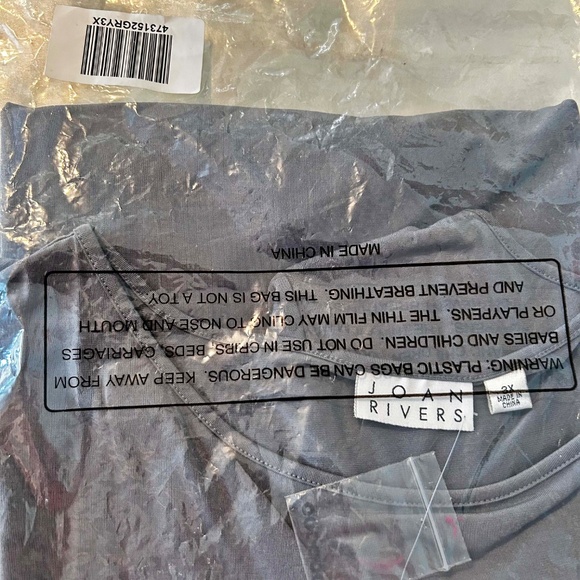 473152GRY3X
WARNING: PLASTIC BAGS CAN BE DANGEROUS. KEEP AWAY FROM
BABIES AND CHILDREN. DO NOT USE IN CRIBS, BEDS, CARRIAGES
OR PLAYPENS. THE THIN FILM MAY CLING TO NOSE AND MOUTH
AND PREVENT BREATHING. THIS BAG IS NOT A TOY
MADE IN CHINA
JOAN
RIVERS
3X
MADE IN
CHINA